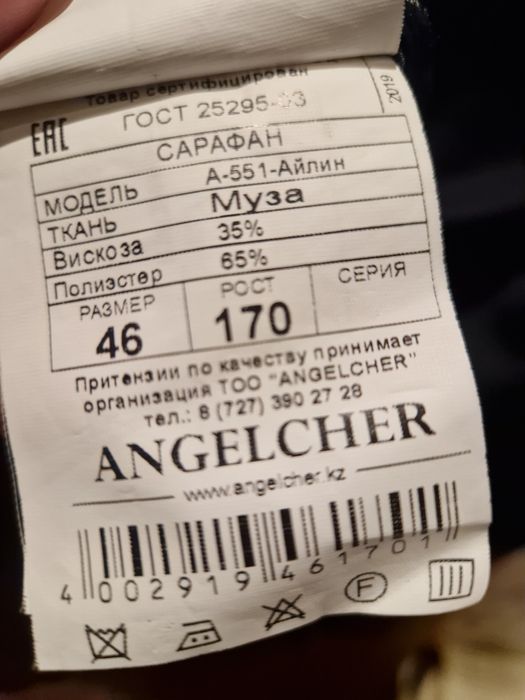 Товар сертифицирован
2019
ГОСТ 25295-03
EAC
САРАФАН
МОДЕЛЬ А-551-Айлин
ТКАНЬ Муза
Вискоза 35%
Полиэстер 65%
РАЗМЕР РОСТ СЕРИЯ
46 170
Притензии по качеству принимает
организация ТОО "ANGELCHER"
тел.: 8 (727) 390 27 28
ANGELCHER
www.angelcher.kz
4 002919 461701
F